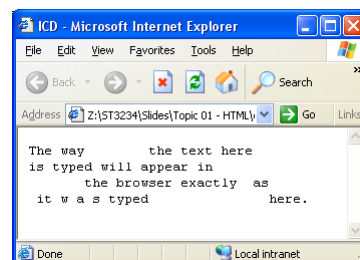 ICD - Microsoft Internet Explorer
File Edit View Favorites Tools Help
Back Search
Address Z:\ST3234\Slides\Topic 01 - HTML\ Go Links
The way        the text here
is typed will appear in
       the browser exactly  as
 it w a s typed               here.
Done Local intranet